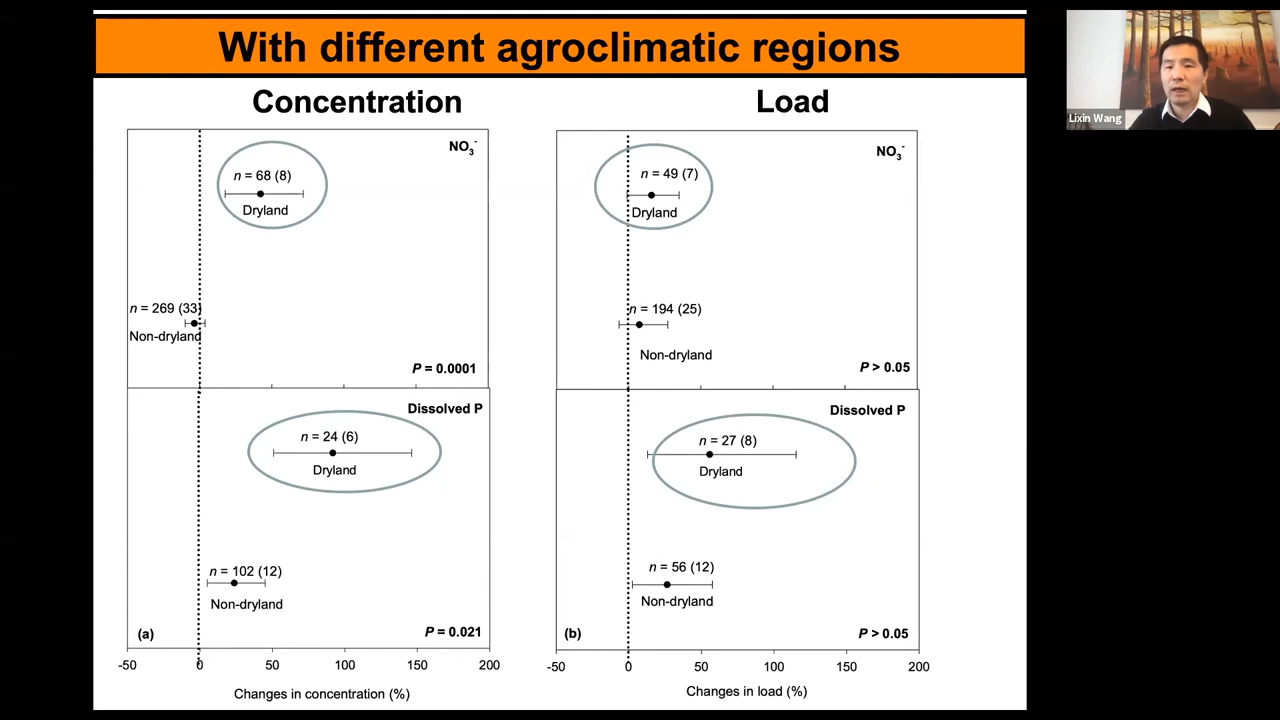 With different agroclimatic regions
Concentration
Load
NO3-
n = 68 (8)
Dryland
n = 269 (33)
Non-dryland
P = 0.0001
NO3-
n = 49 (7)
Dryland
n = 194 (25)
Non-dryland
P > 0.05
Dissolved P
n = 24 (6)
Dryland
n = 102 (12)
Non-dryland
(a)
P = 0.021
Dissolved P
n = 27 (8)
Dryland
n = 56 (12)
Non-dryland
(b)
P > 0.05
-50 0 50 100 150 200
Changes in concentration (%)
-50 0 50 100 150 200
Changes in load (%)
Lixin Wang